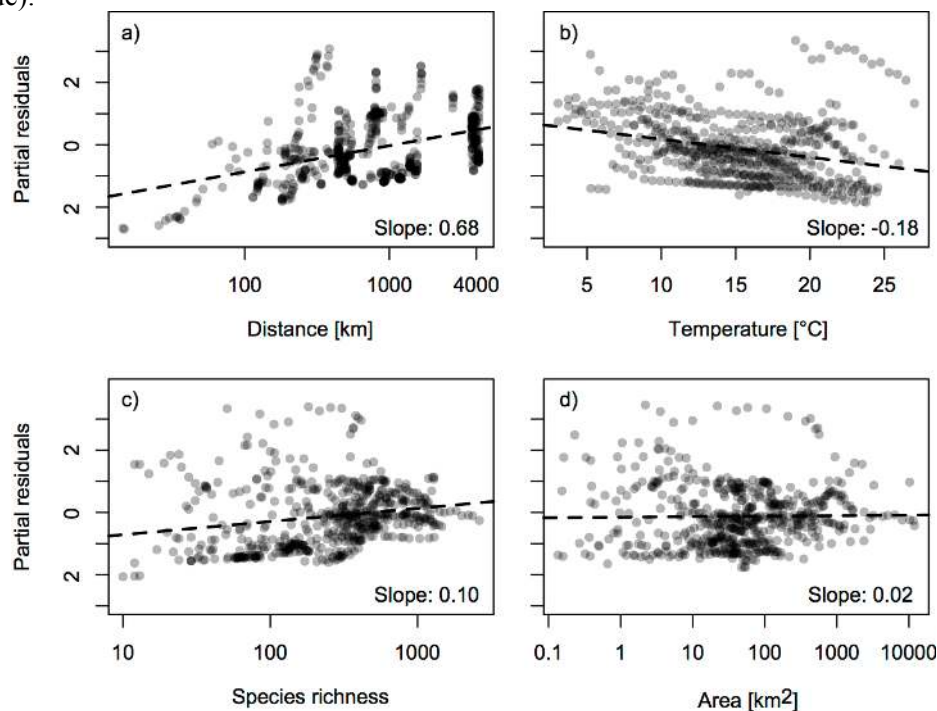 a)
Partial residuals
2
0
2
Slope: 0.68
100 1000 4000
Distance [km]
b)
Slope: -0.18
5 10 15 20 25
Temperature [°C]
c)
Partial residuals
2
0
2
Slope: 0.10
10 100 1000
Species richness
d)
Slope: 0.02
0.1 1 10 100 1000 10000
Area [km2]